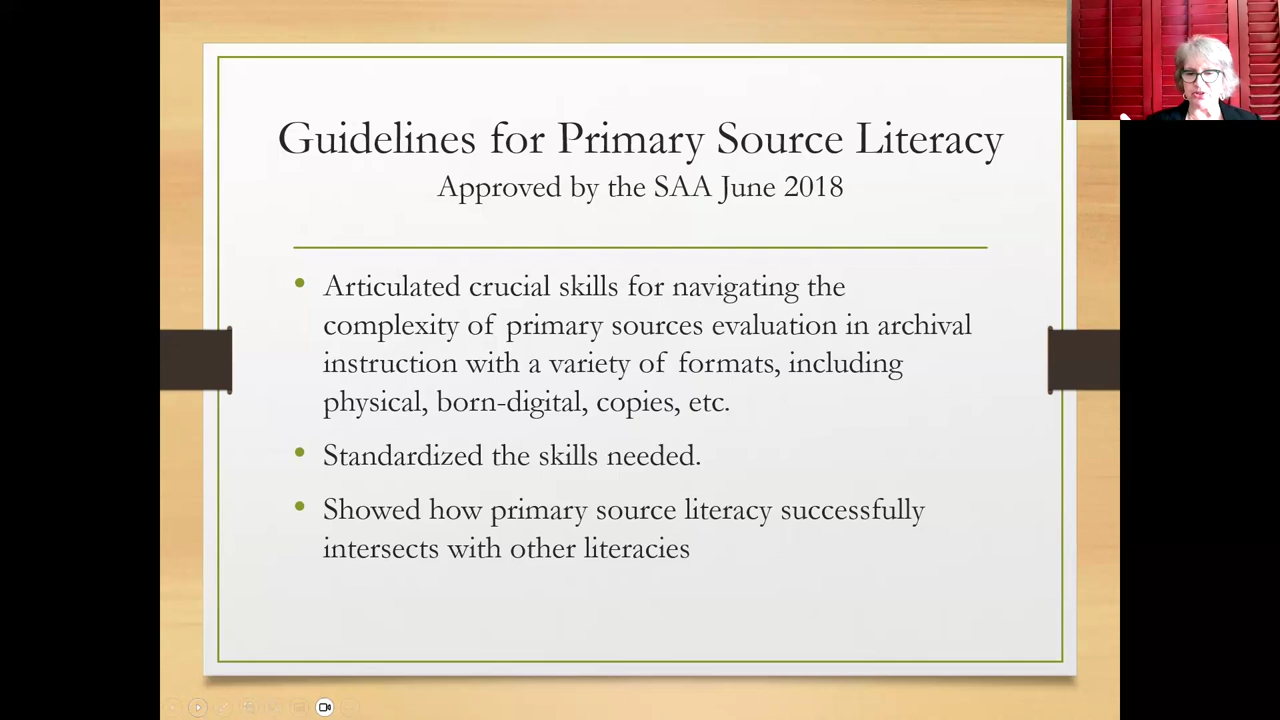 Guidelines for Primary Source Literacy
Approved by the SAA June 2018
• Articulated crucial skills for navigating the
complexity of primary sources evaluation in archival
instruction with a variety of formats, including
physical, born-digital, copies, etc.
• Standardized the skills needed.
• Showed how primary source literacy successfully
intersects with other literacies